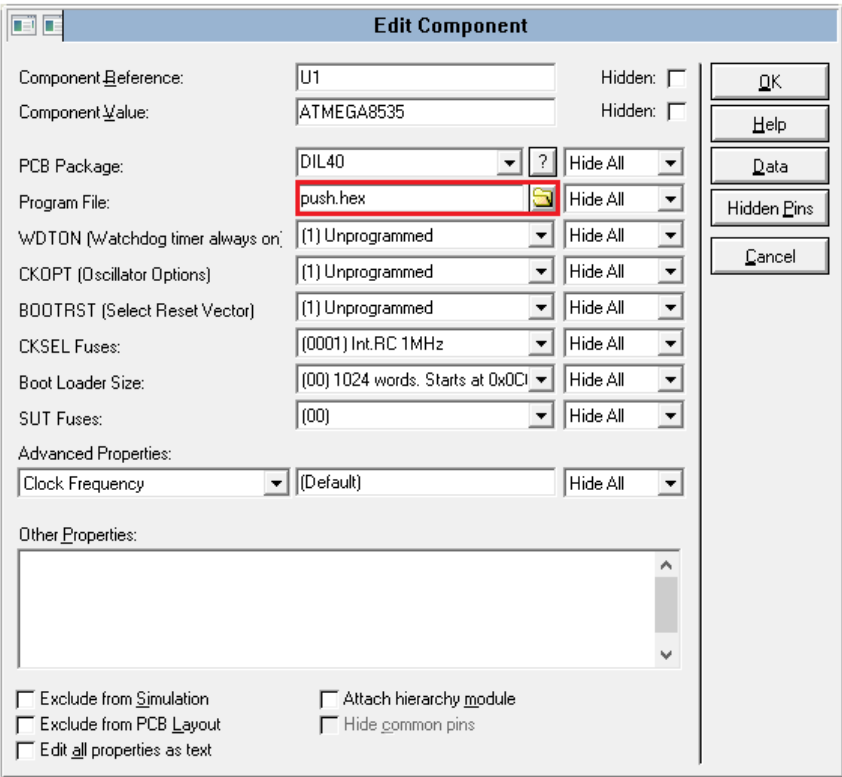 Edit Component
Component Reference: U1 Hidden:
Component Value: ATMEGA8535 Hidden:
PCB Package: DIL40 ? Hide All
Program File: push.hex Hide All
WDTON (Watchdog timer always on) (1) Unprogrammed Hide All
CKOPT (Oscillator Options) (1) Unprogrammed Hide All
BOOTRST (Select Reset Vector) (1) Unprogrammed Hide All
CKSEL Fuses: (0001) Int.RC 1MHz Hide All
Boot Loader Size: (00) 1024 words. Starts at 0x0C Hide All
SUT Fuses: (00) Hide All
Advanced Properties:
Clock Frequency (Default) Hide All
Other Properties:
Exclude from Simulation Attach hierarchy module
Exclude from PCB Layout Hide common pins
Edit all properties as text
OK
Help
Data
Hidden Pins
Cancel